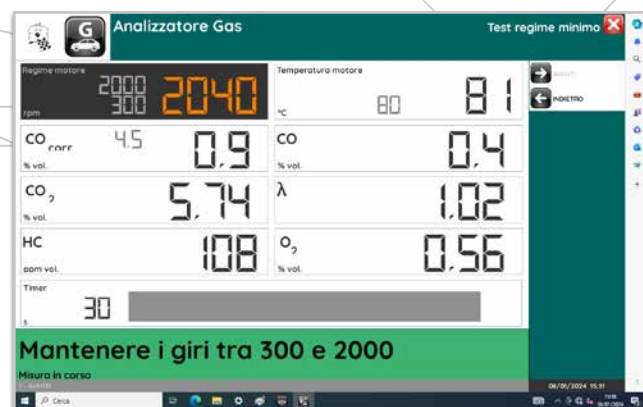 G Analizzatore Gas Test regime minimo
Regime motore 2000 300 2040 rpm
Temperatura motore 80 81 °C
AVANTI
INDIETRO
CO corr 4.5 0.9 % vol.
CO 0.4 % vol.
CO2 5.74 % vol.
λ 1.02
HC 108 ppm vol.
O2 0.56 % vol.
Timer 30 s
Mantenere i giri tra 300 e 2000
Misura in corso
06/01/2024 15:31
Cerca